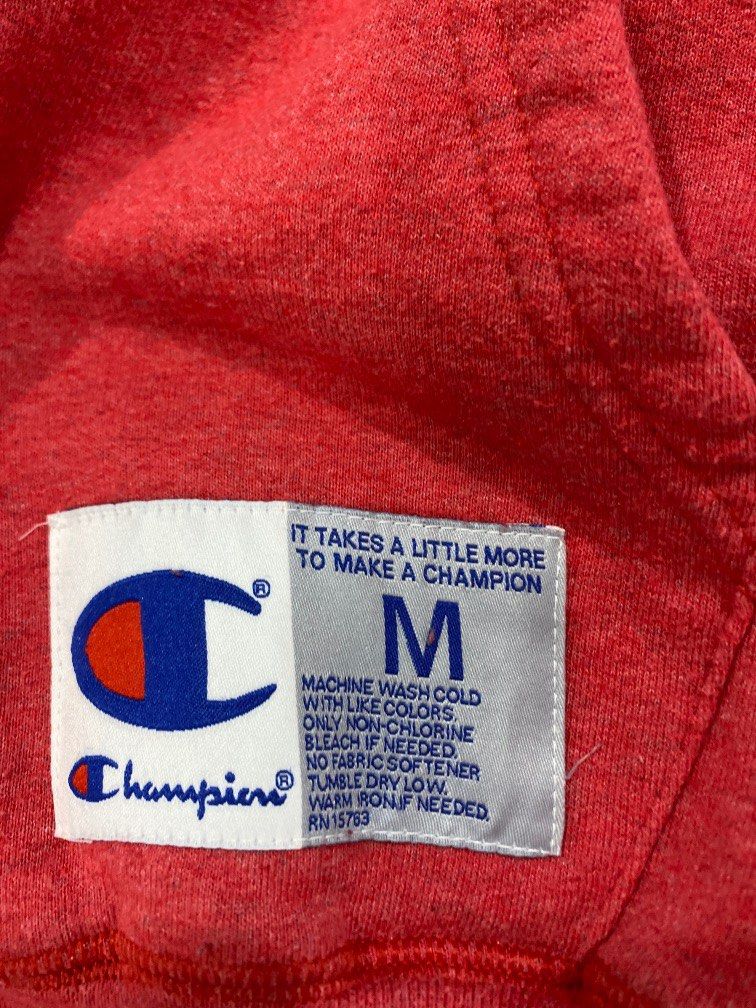 C®
Champion®
IT TAKES A LITTLE MORE
TO MAKE A CHAMPION
M
MACHINE WASH COLD
WITH LIKE COLORS,
ONLY NON-CHLORINE
BLEACH IF NEEDED.
NO FABRIC SOFTENER
TUMBLE DRY LOW.
WARM IRON IF NEEDED.
RN15763